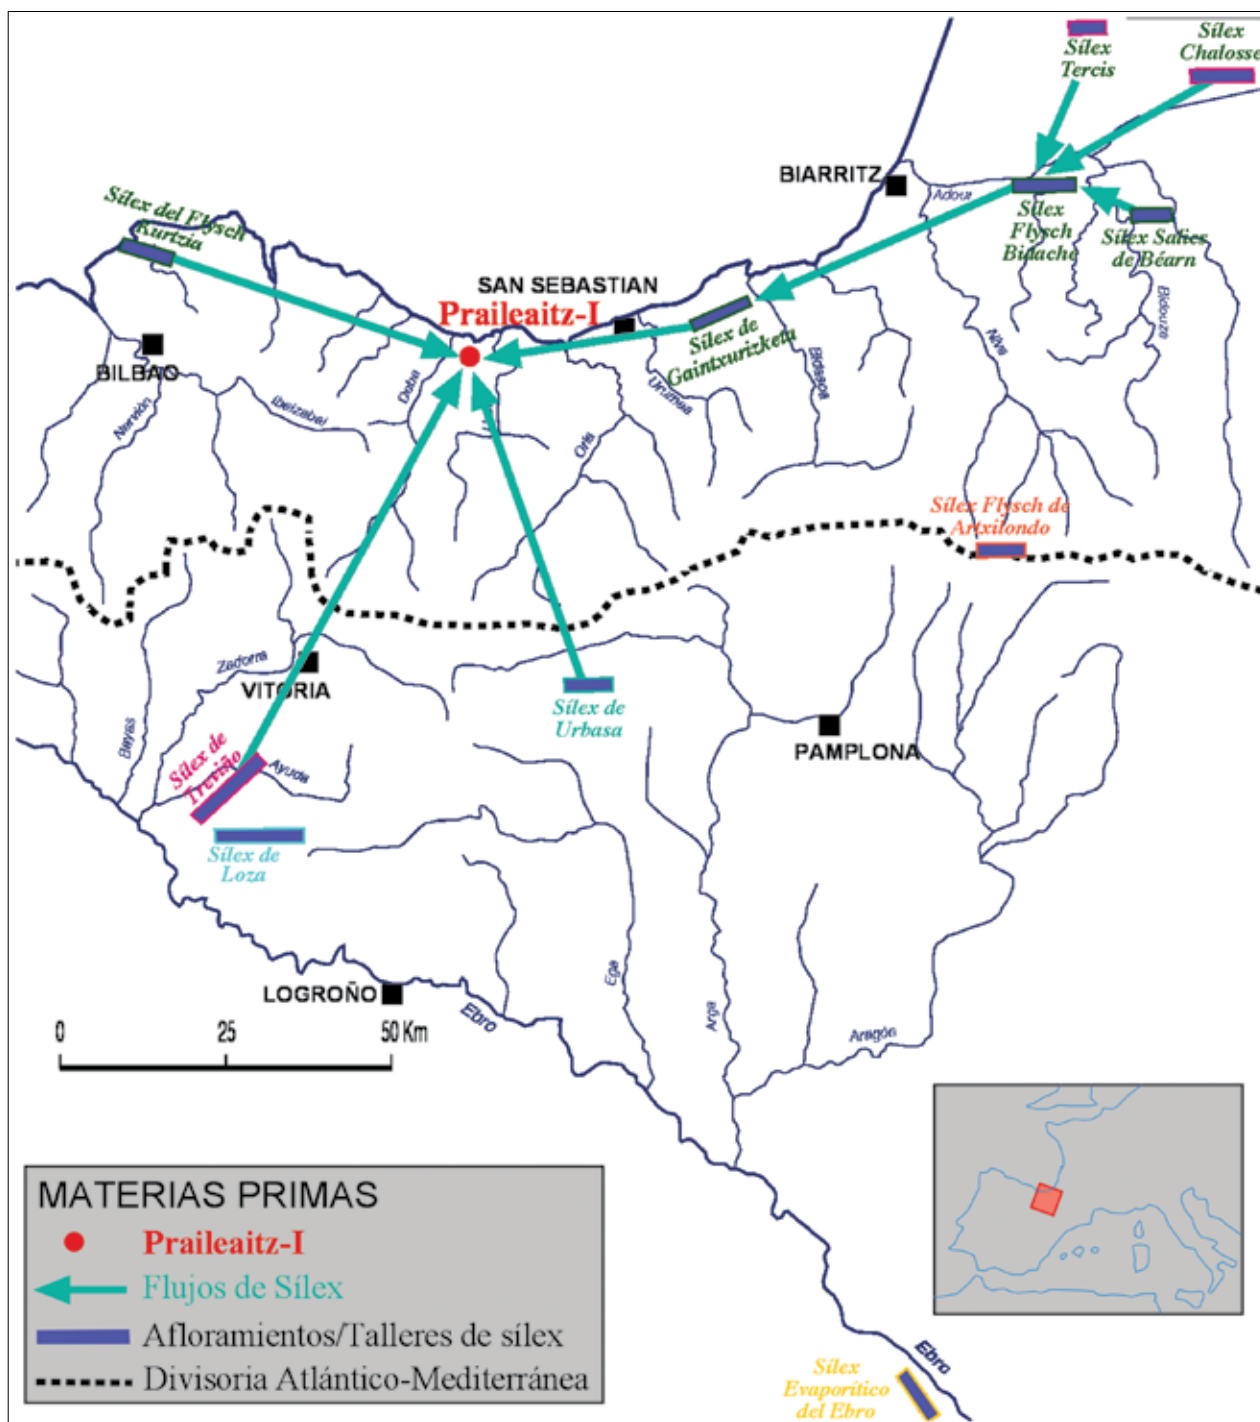 Sílex
Tercis
Sílex
Chalosse
BIARRITZ
Adour
Sílex
Flysch
Bidache
Sílex Salies
de Béarn
Sílex del Flysch
Kurtzia
SAN SEBASTIAN
Praileaitz-I
Sílex de
Gaintxurizketa
BILBAO
Nervión
Ibeizabal
Deba
Oria
Urumea
Bidasoa
Nive
Bidouze
Sílex Flysch de
Artxilondo
Zadorra
VITORIA
Bayas
Sílex de
Treviño
Ayuda
Sílex de
Loza
Sílex de
Urbasa
PAMPLONA
LOGROÑO
Ebro
Ega
Arga
Aragón
0 25 50 Km
MATERIAS PRIMAS
Praileaitz-I
Flujos de Sílex
Afloramientos/Talleres de sílex
Divisoria Atlántico-Mediterránea
Ebro
Sílex
Evaporítico
del Ebro